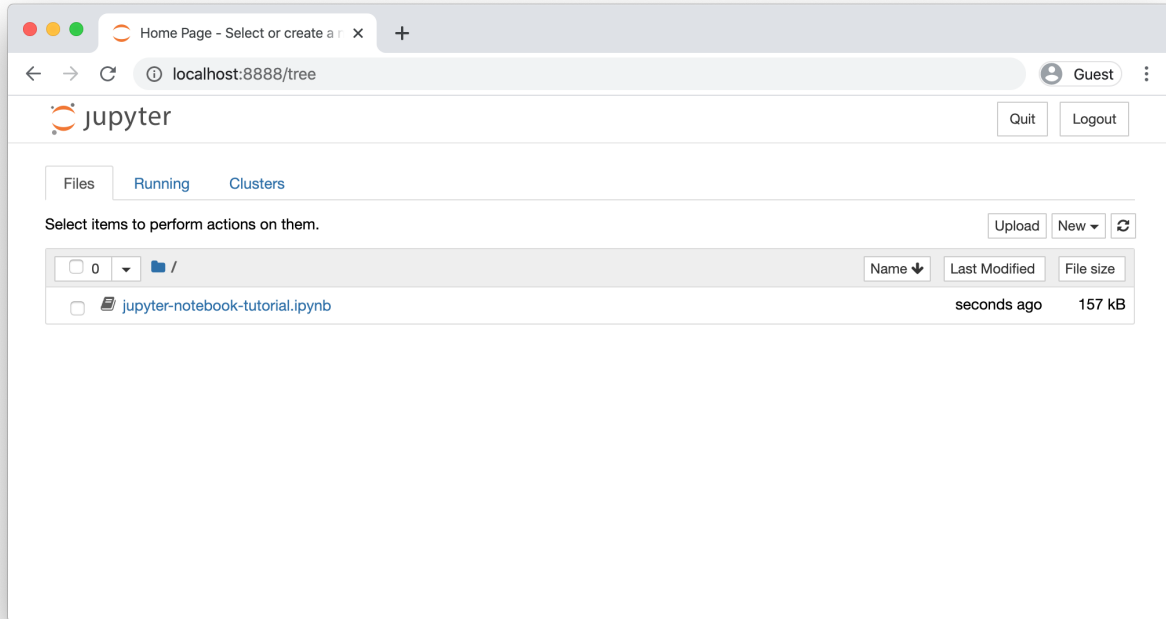 Home Page - Select or create a
localhost:8888/tree
Guest
jupyter
Quit
Logout
Files
Running
Clusters
Select items to perform actions on them.
Upload
New
0
/
Name
Last Modified
File size
jupyter-notebook-tutorial.ipynb
seconds ago
157 kB